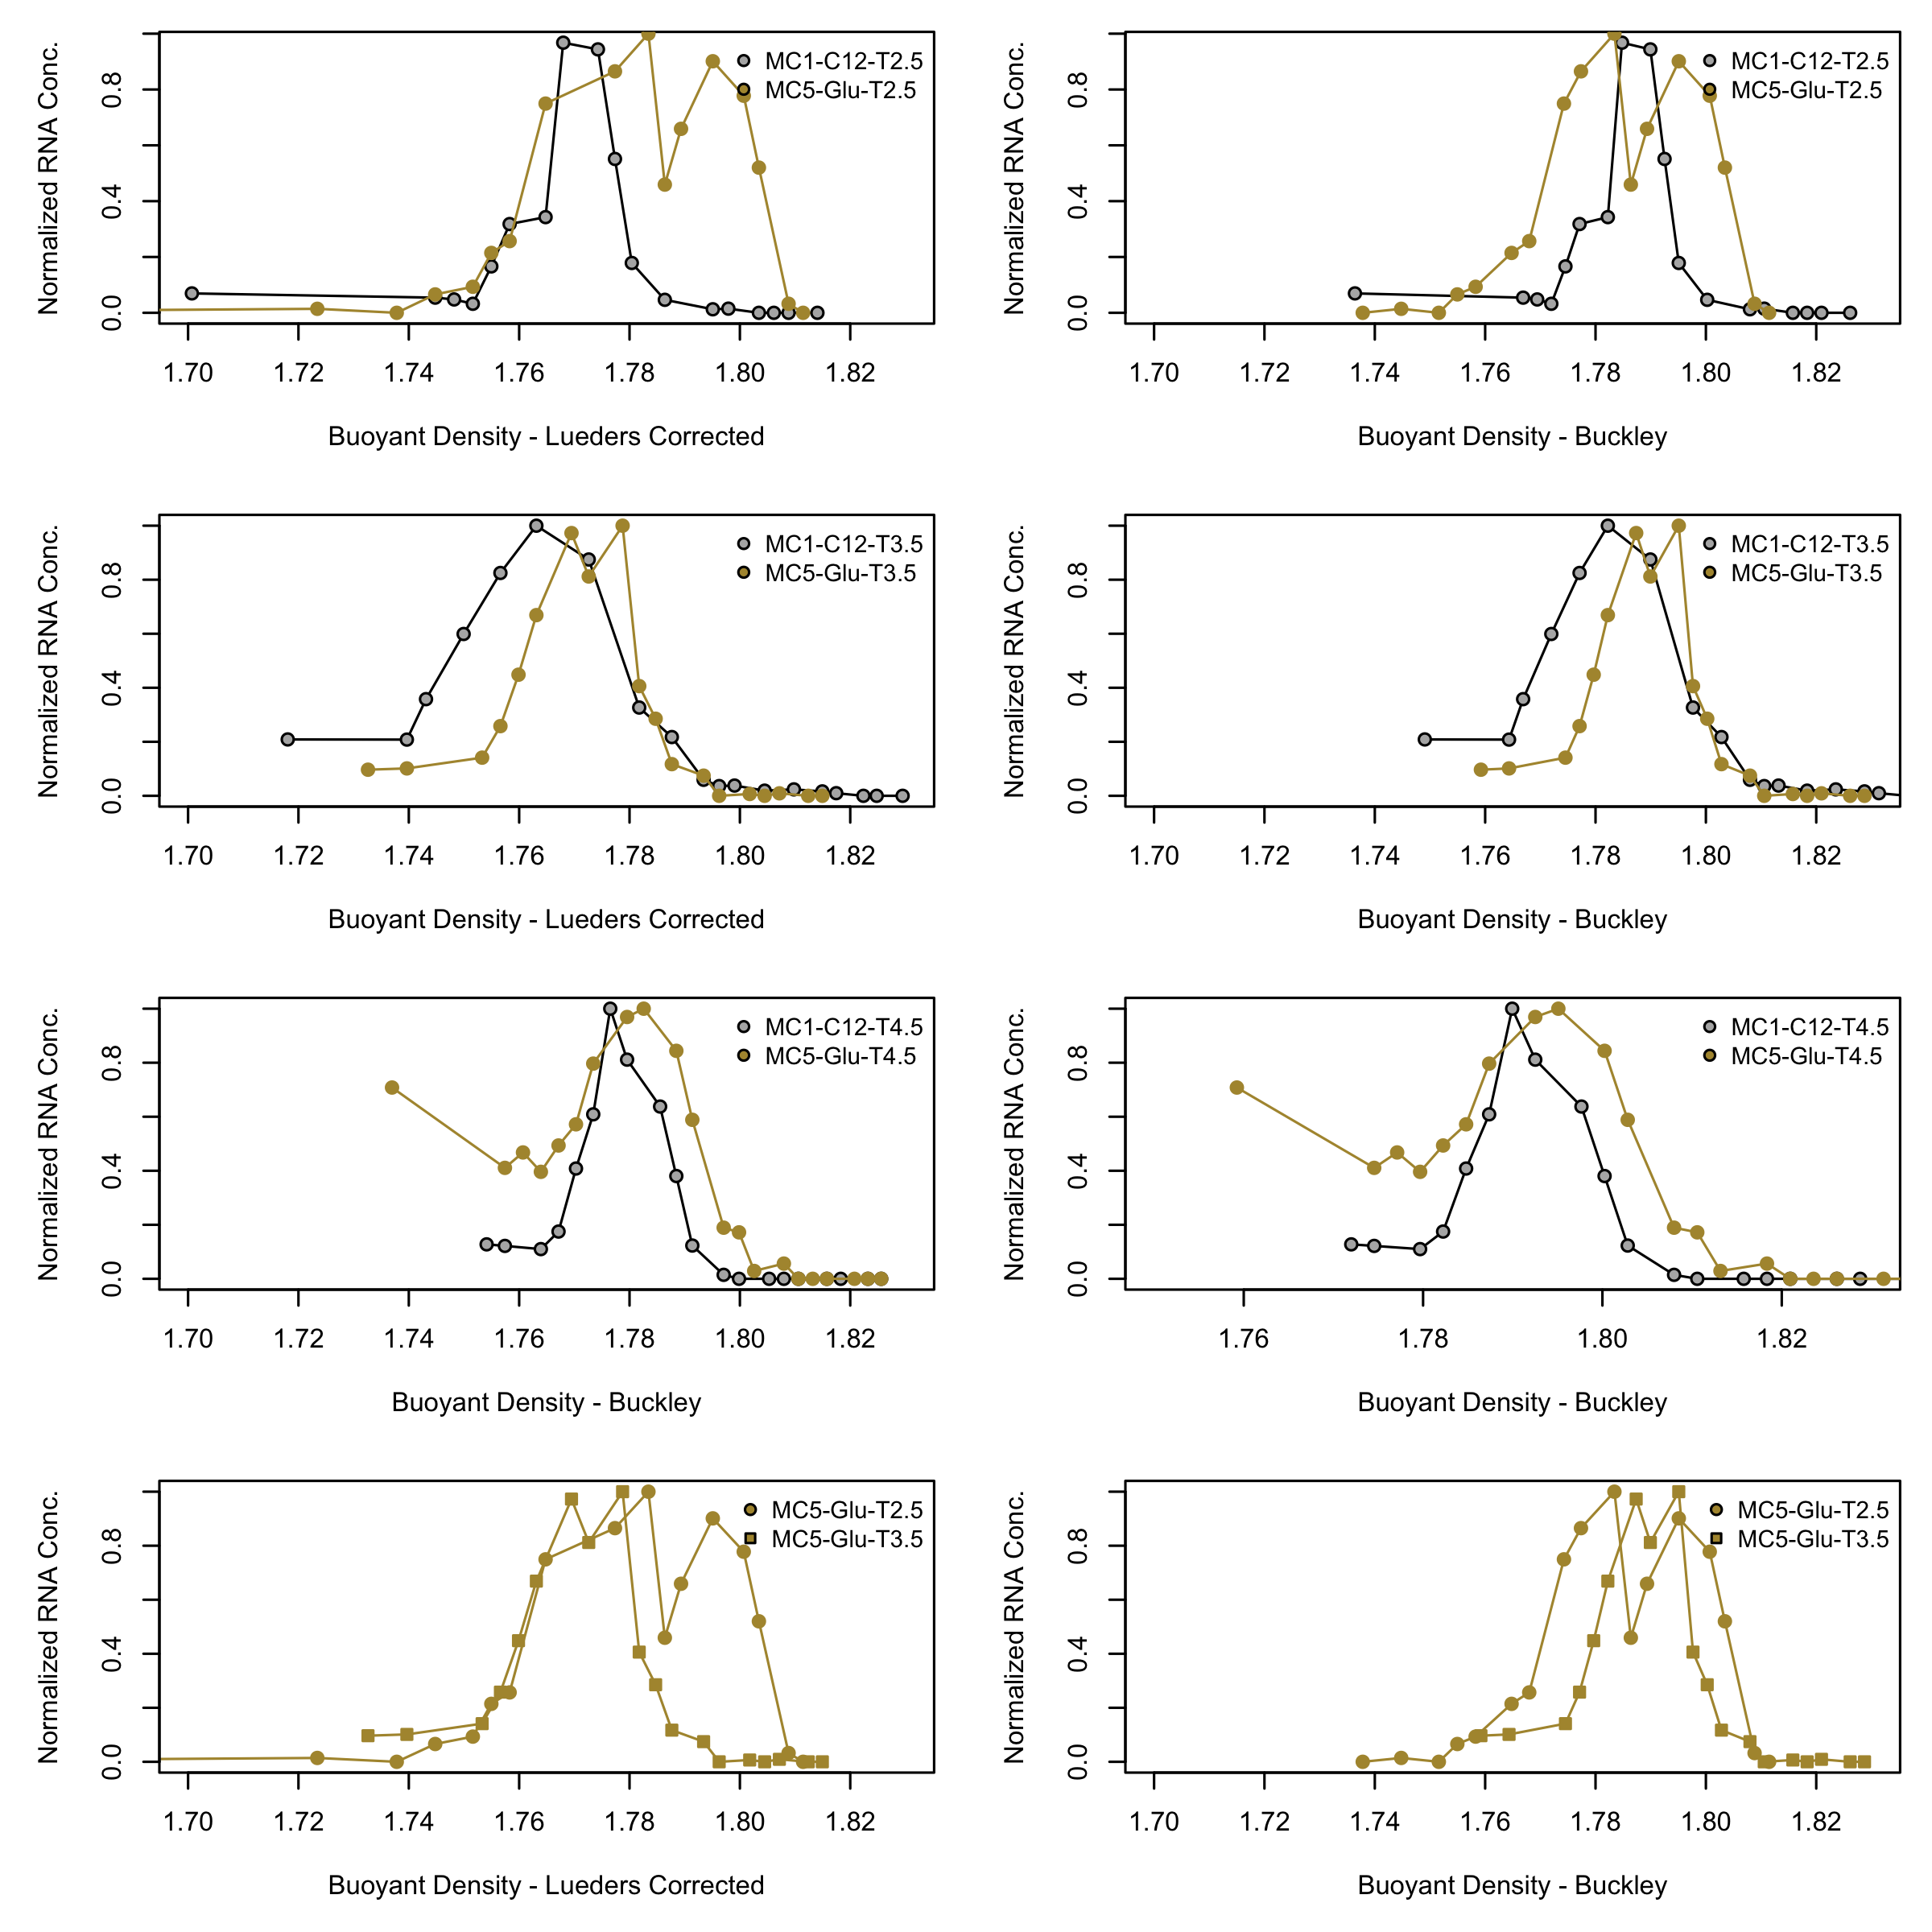 Normalized RNA Conc.
0.0 0.4 0.8
MC1-C12-T2.5
MC5-Glu-T2.5
1.70 1.72 1.74 1.76 1.78 1.80 1.82
Buoyant Density - Lueders Corrected
Normalized RNA Conc.
0.0 0.4 0.8
MC1-C12-T2.5
MC5-Glu-T2.5
1.70 1.72 1.74 1.76 1.78 1.80 1.82
Buoyant Density - Buckley
Normalized RNA Conc.
0.0 0.4 0.8
MC1-C12-T3.5
MC5-Glu-T3.5
1.70 1.72 1.74 1.76 1.78 1.80 1.82
Buoyant Density - Lueders Corrected
Normalized RNA Conc.
0.0 0.4 0.8
MC1-C12-T3.5
MC5-Glu-T3.5
1.70 1.72 1.74 1.76 1.78 1.80 1.82
Buoyant Density - Buckley
Normalized RNA Conc.
0.0 0.4 0.8
MC1-C12-T4.5
MC5-Glu-T4.5
1.70 1.72 1.74 1.76 1.78 1.80 1.82
Buoyant Density - Buckley
Normalized RNA Conc.
0.0 0.4 0.8
MC1-C12-T4.5
MC5-Glu-T4.5
1.76 1.78 1.80 1.82
Buoyant Density - Buckley
Normalized RNA Conc.
0.0 0.4 0.8
MC5-Glu-T2.5
MC5-Glu-T3.5
1.70 1.72 1.74 1.76 1.78 1.80 1.82
Buoyant Density - Lueders Corrected
Normalized RNA Conc.
0.0 0.4 0.8
MC5-Glu-T2.5
MC5-Glu-T3.5
1.70 1.72 1.74 1.76 1.78 1.80 1.82
Buoyant Density - Buckley